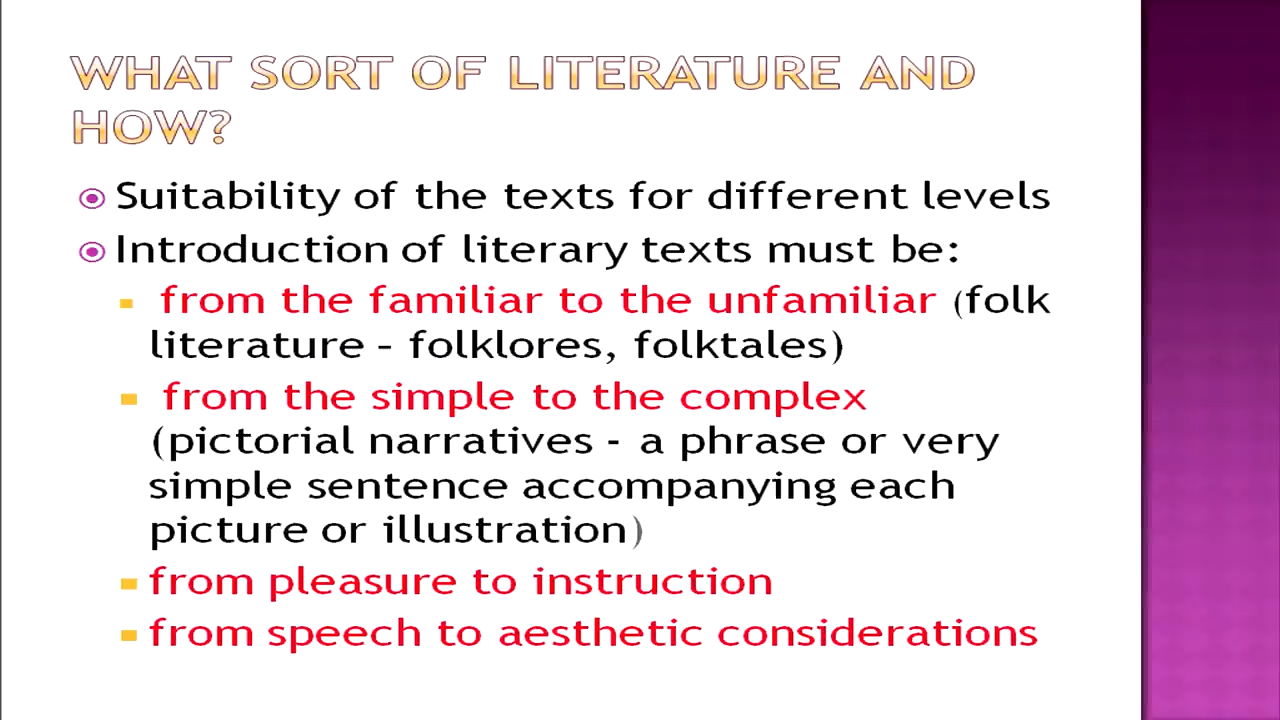 WHAT SORT OF LITERATURE AND
HOW?
Suitability of the texts for different levels
Introduction of literary texts must be:
from the familiar to the unfamiliar (folk
literature - folklores, folktales)
from the simple to the complex
(pictorial narratives - a phrase or very
simple sentence accompanying each
picture or illustration)
from pleasure to instruction
from speech to aesthetic considerations